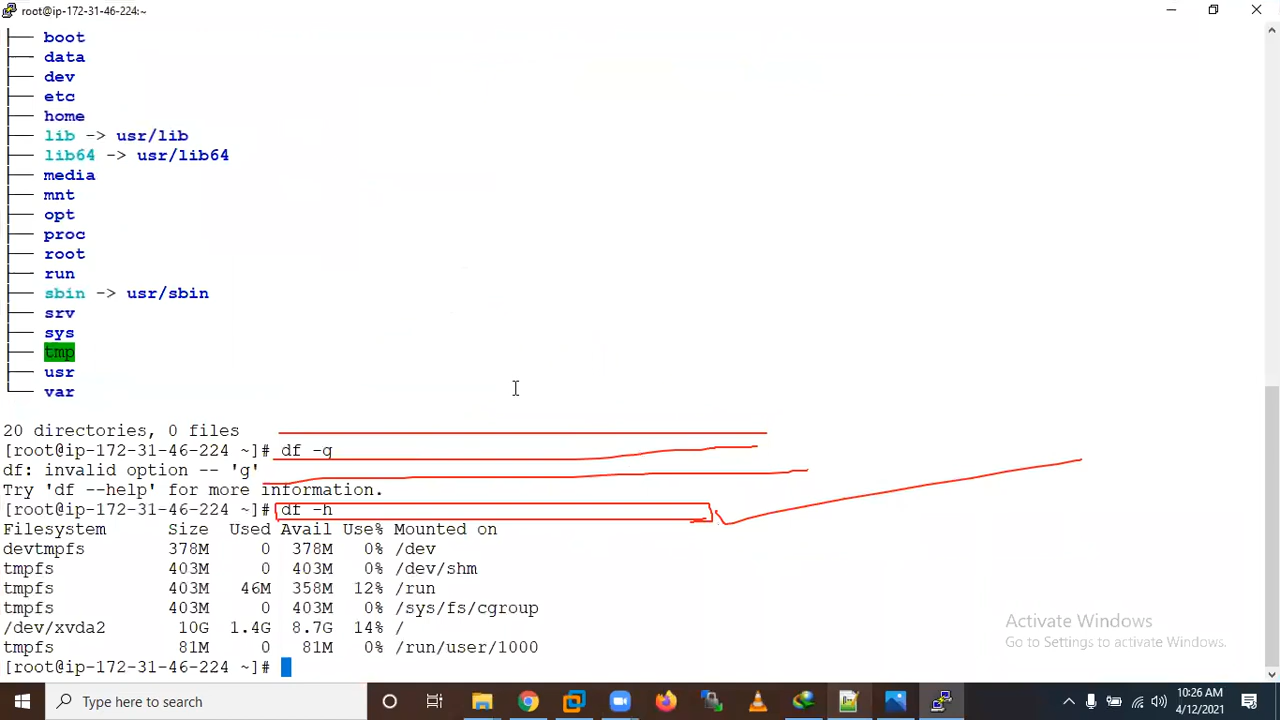 root@ip-172-31-46-224:~
├── boot
├── data
├── dev
├── etc
├── home
├── lib -> usr/lib
├── lib64 -> usr/lib64
├── media
├── mnt
├── opt
├── proc
├── root
├── run
├── sbin -> usr/sbin
├── srv
├── sys
├── tmp
├── usr
└── var
20 directories, 0 files
[root@ip-172-31-46-224 ~]# df -g
df: invalid option -- 'g'
Try 'df --help' for more information.
[root@ip-172-31-46-224 ~]# df -h
Filesystem      Size  Used Avail Use% Mounted on
devtmpfs        378M     0  378M   0% /dev
tmpfs           403M     0  403M   0% /dev/shm
tmpfs           403M   46M  358M  12% /run
tmpfs           403M     0  403M   0% /sys/fs/cgroup
/dev/xvda2       10G  1.4G  8.7G  14% /
tmpfs            81M     0   81M   0% /run/user/1000
[root@ip-172-31-46-224 ~]#
Activate Windows
Go to Settings to activate Windows.
Type here to search
10:26 AM
4/12/2021